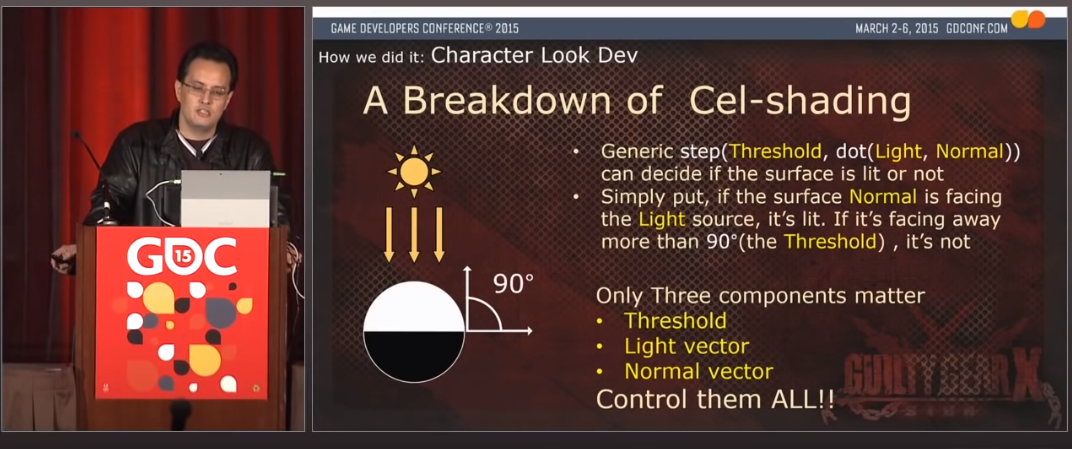 GAME DEVELOPERS CONFERENCE® 2015
MARCH 2-6, 2015 GDCONF.COM
How we did it: Character Look Dev
A Breakdown of Cel-shading
• Generic step(Threshold, dot(Light, Normal))
can decide if the surface is lit or not
• Simply put, if the surface Normal is facing
the Light source, it's lit. If it's facing away
more than 90°(the Threshold) , it's not
90°
Only Three components matter
• Threshold
• Light vector
• Normal vector
Control them ALL!!
GUILTY GEAR X
GDC
15